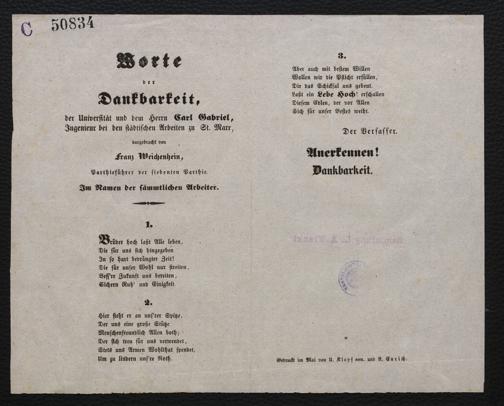 C 50834
Worte
der
Dankbarkeit,
der Universität und dem Herrn Carl Gabriel,
Ingenieur bei den städtischen Arbeiten zu St. Marx,
dargebracht von
Franz Weichenhein,
Parthieführer der siebenten Parthie.
Im Namen der sämmtlichen Arbeiter.
1.
Brüder hoch laßt Alle leben,
Die für uns sich hingegeben
In so hart bedrängter Zeit!
Die für unser Wohl nur streiten,
Bess're Zukunft uns bereiten,
Sichern Ruh' und Einigkeit
2.
Hier steht er an uns'rer Spitze,
Der uns eine große Stütze
Menschenfreundlich Allen both;
Der sich treu für uns verwendet,
Stets uns Armen Wohlthat spendet,
Um zu lindern uns're Noth.
3.
Aber auch mit bestem Willen
Wollen wir die Pflicht erfüllen,
Die das Schicksal uns gebeut.
Laßt ein Lebe Hoch! erschallen
Diesem Edlen, der vor Allen
Sich für unser Bestes weiht.
Der Verfasser.
Anerkennen!
Dankbarkeit.
Gedruckt im Mai von U. Klopf sen. und A. Eurich.